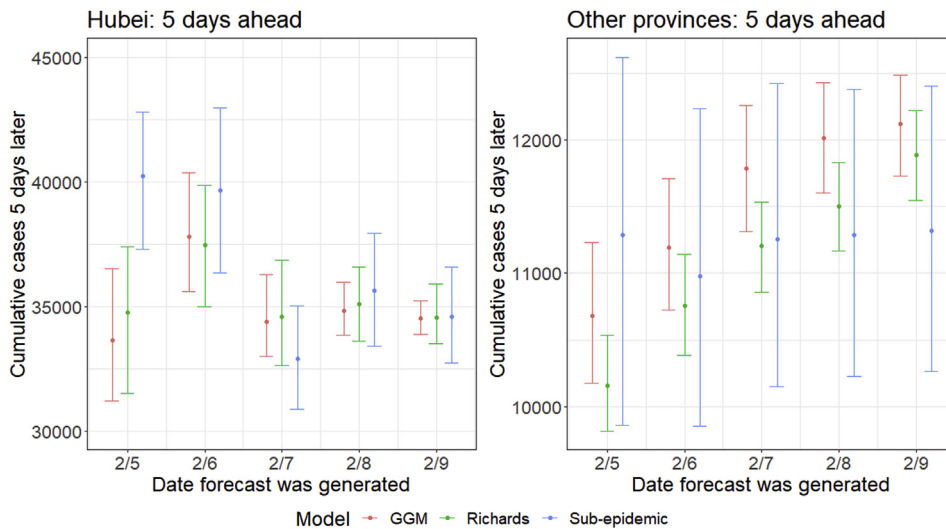 Hubei: 5 days ahead
Cumulative cases 5 days later
45000
40000
35000
30000
2/5 2/6 2/7 2/8 2/9
Date forecast was generated
Other provinces: 5 days ahead
Cumulative cases 5 days later
12000
11000
10000
2/5 2/6 2/7 2/8 2/9
Date forecast was generated
Model GGM Richards Sub-epidemic